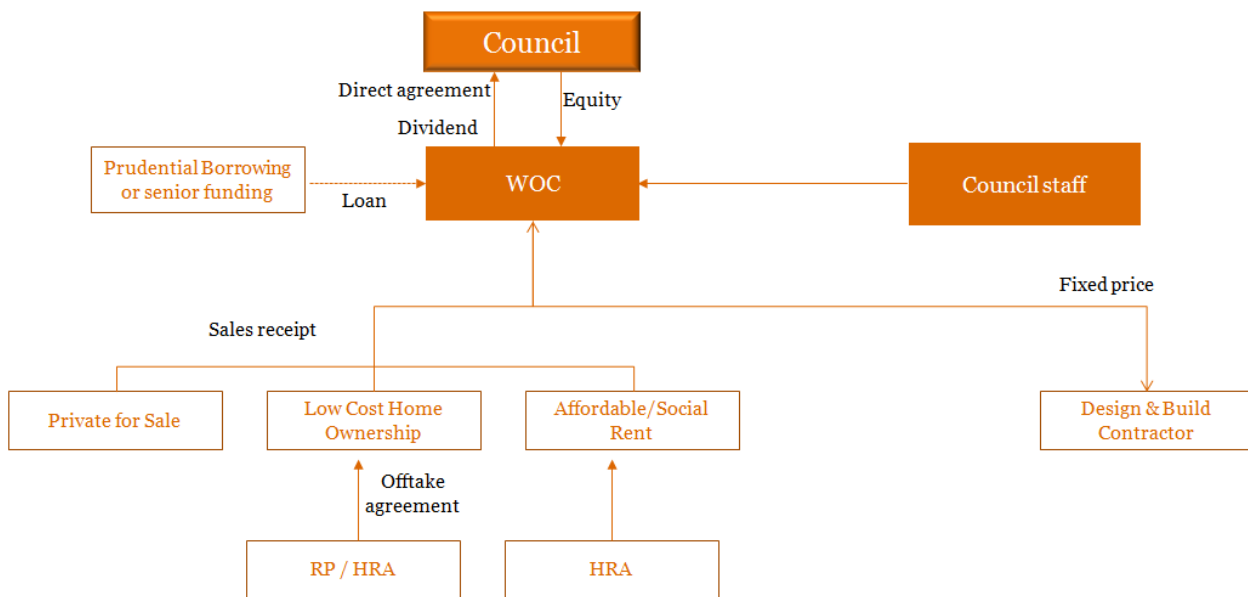 Council
Direct agreement
Equity
Dividend
Prudential Borrowing
or senior funding
Loan
WOC
Council staff
Fixed price
Sales receipt
Private for Sale
Low Cost Home
Ownership
Affordable/Social
Rent
Design & Build
Contractor
Offtake
agreement
RP / HRA
HRA